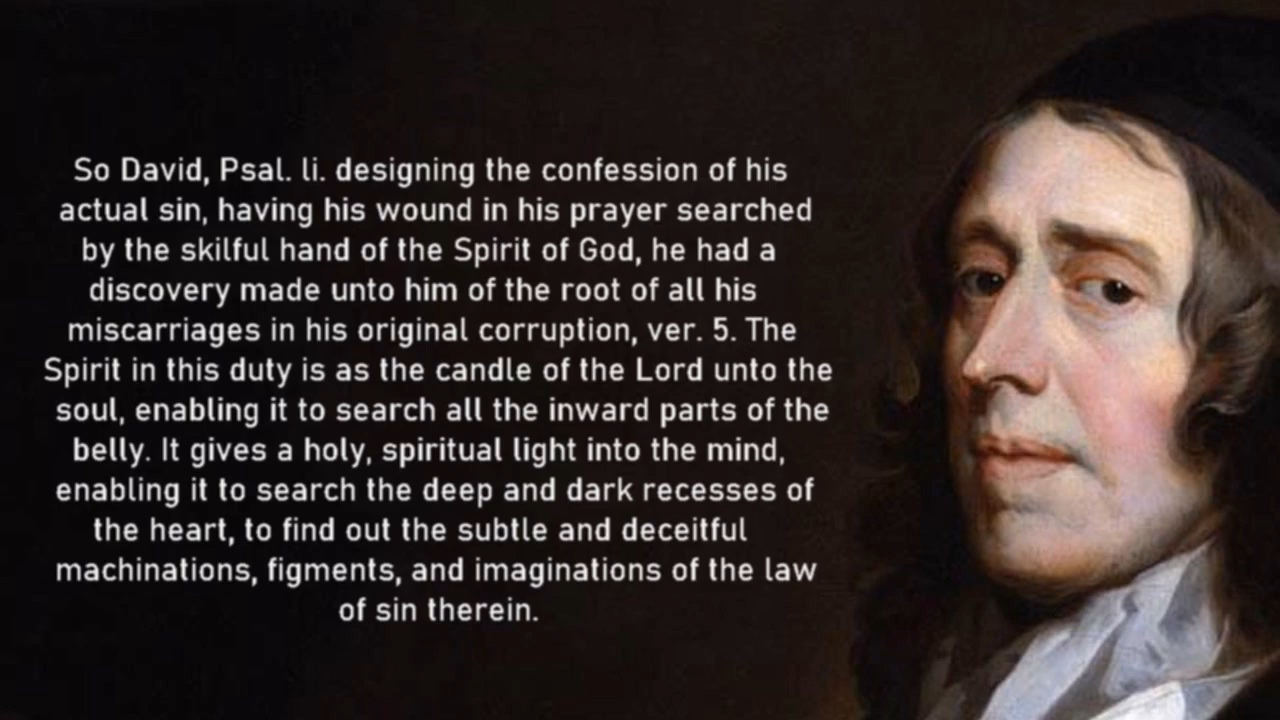 So David, Psal. li. designing the confession of his
actual sin, having his wound in his prayer searched
by the skilful hand of the Spirit of God, he had a
discovery made unto him of the root of all his
miscarriages in his original corruption, ver. 5. The
Spirit in this duty is as the candle of the Lord unto the
soul, enabling it to search all the inward parts of the
belly. It gives a holy, spiritual light into the mind,
enabling it to search the deep and dark recesses of
the heart, to find out the subtle and deceitful
machinations, figments, and imaginations of the law
of sin therein.